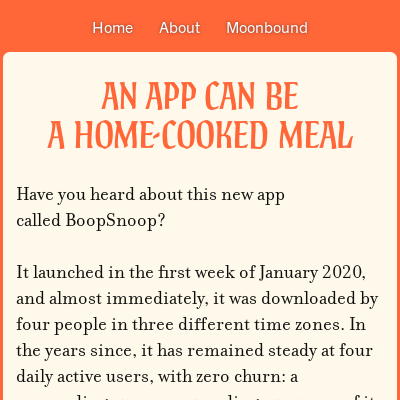 Home About Moonbound
AN APP CAN BE
A HOME-COOKED MEAL
Have you heard about this new app
called BoopSnoop?
It launched in the first week of January 2020,
and almost immediately, it was downloaded by
four people in three different time zones. In
the years since, it has remained steady at four
daily active users, with zero churn: a